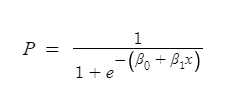 P = 1 / (1 + e^−(β₀ + β₁x))